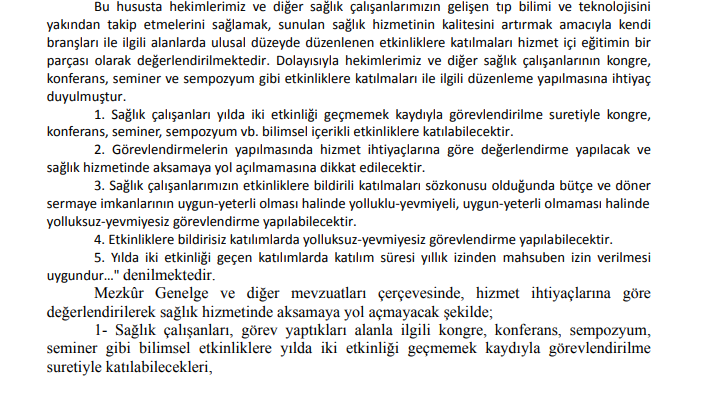 Bu hususta hekimlerimiz ve diğer sağlık çalışanlarımızın gelişen tıp bilimi ve teknolojisini
yakından takip etmelerini sağlamak, sunulan sağlık hizmetinin kalitesini artırmak amacıyla kendi
branşları ile ilgili alanlarda ulusal düzeyde düzenlenen etkinliklere katılmaları hizmet içi eğitimin bir
parçası olarak değerlendirilmektedir. Dolayısıyla hekimlerimiz ve diğer sağlık çalışanlarının kongre,
konferans, seminer ve sempozyum gibi etkinliklere katılmaları ile ilgili düzenleme yapılmasına ihtiyaç
duyulmuştur.
1. Sağlık çalışanları yılda iki etkinliği geçmemek kaydıyla görevlendirilme suretiyle kongre,
konferans, seminer, sempozyum vb. bilimsel içerikli etkinliklere katılabilecektir.
2. Görevlendirmelerin yapılmasında hizmet ihtiyaçlarına göre değerlendirme yapılacak ve
sağlık hizmetinde aksamaya yol açılmamasına dikkat edilecektir.
3. Sağlık çalışanlarımızın etkinliklere bildirili katılmaları sözkonusu olduğunda bütçe ve döner
sermaye imkanlarının uygun-yeterli olması halinde yolluklu-yevmiyeli, uygun-yeterli olmaması halinde
yolluksuz-yevmiyesiz görevlendirme yapılabilecektir.
4. Etkinliklere bildirisiz katılımlarda yolluksuz-yevmiyesiz görevlendirme yapılabilecektir.
5. Yılda iki etkinliği geçen katılımlarda katılım süresi yıllık izinden mahsuben izin verilmesi
uygundur…" denilmektedir.
Mezkûr Genelge ve diğer mevzuatları çerçevesinde, hizmet ihtiyaçlarına göre
değerlendirilerek sağlık hizmetinde aksamaya yol açmayacak şekilde;
1- Sağlık çalışanları, görev yaptıkları alanla ilgili kongre, konferans, sempozyum,
seminer gibi bilimsel etkinliklere yılda iki etkinliği geçmemek kaydıyla görevlendirilme
suretiyle katılabilecekleri,